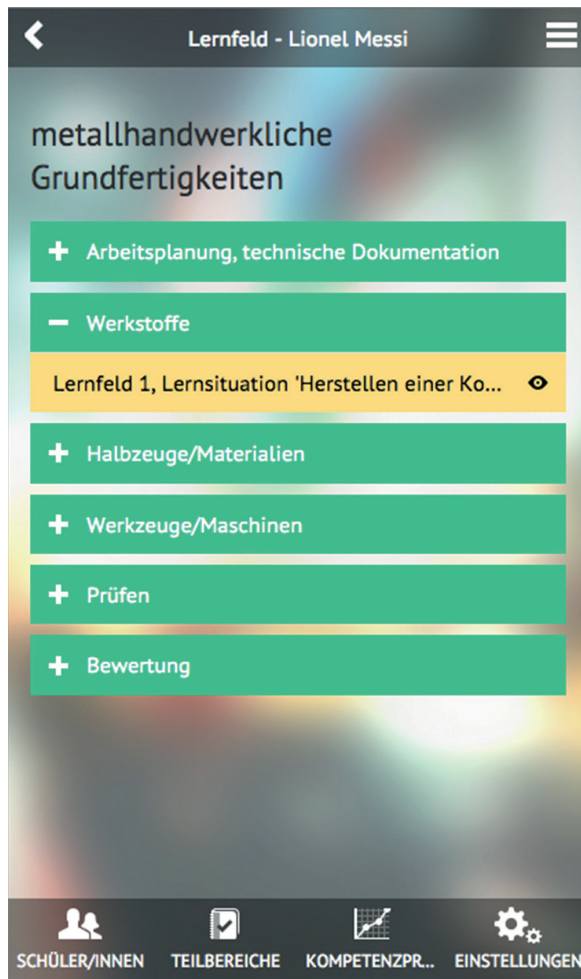 Lernfeld - Lionel Messi
metallhandwerkliche
Grundfertigkeiten
Arbeitsplanung, technische Dokumentation
Werkstoffe
Lernfeld 1, Lernsituation 'Herstellen einer Ko...
Halbzeuge/Materialien
Werkzeuge/Maschinen
Prüfen
Bewertung
SCHÜLER/INNEN TEILBEREICHE KOMPETENZPR... EINSTELLUNGEN